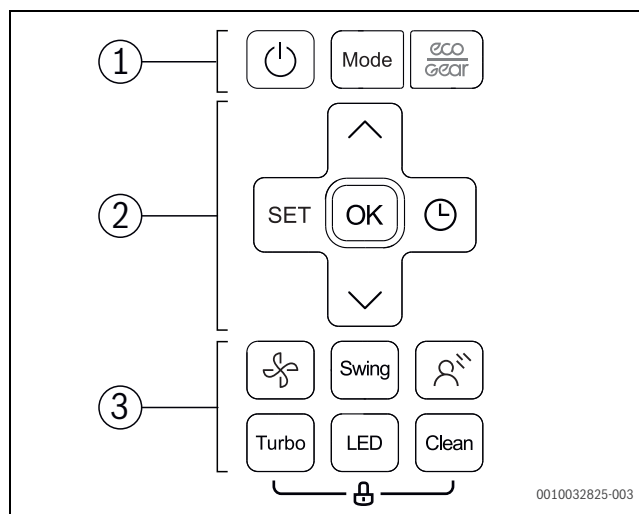 1
Mode
eco
Gear
2
SET
OK
3
Swing
Turbo
LED
Clean
0010032825-003